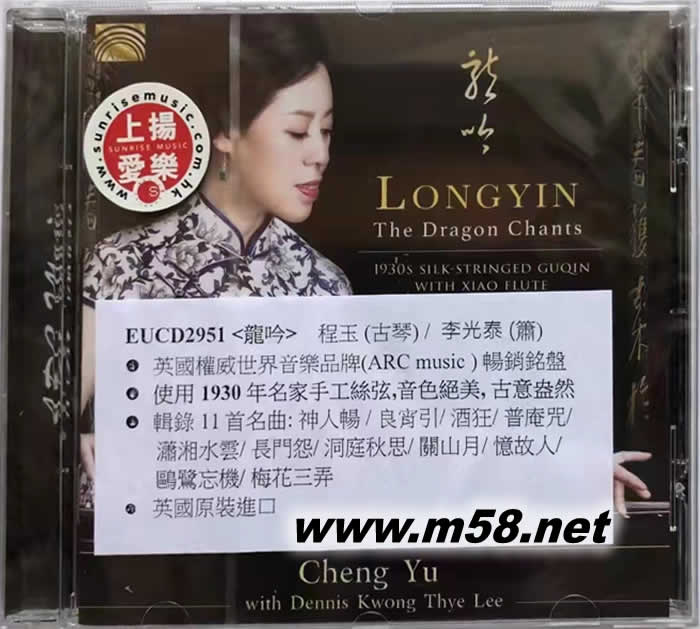 www.sunrisemusic.com.hk
上揚
SUNRISE MUSIC
愛樂
S
龍吟
LONGYIN
The Dragon Chants
1930S SILK-STRINGED GUQIN
WITH XIAO FLUTE
EUCD2951 <龍吟> 程玉 (古琴) / 李光泰 (簫)
英國權威世界音樂品牌(ARC music ) 暢銷銘盤
使用 1930 年名家手工絲弦,音色絕美, 古意盎然
輯錄 11 首名曲: 神人暢 / 良宵引/ 酒狂/ 普庵咒/
瀟湘水雲/ 長門怨/ 洞庭秋思/ 關山月/ 憶故人/
鷗鷺忘機/ 梅花三弄
英國原裝進口
www.m58.net
Cheng Yu
with Dennis Kwong Thye Lee